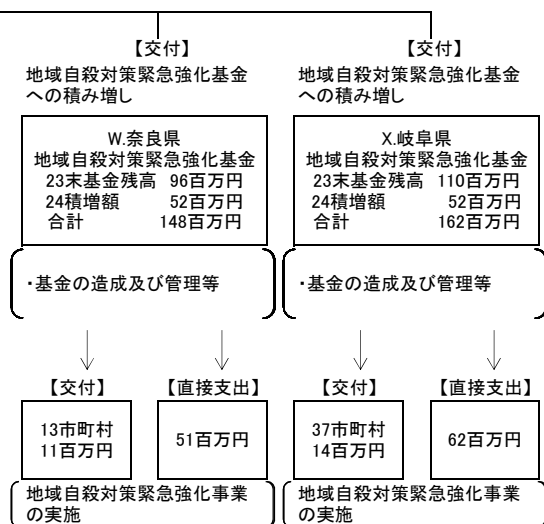 【交付】
地域自殺対策緊急強化基金
への積み増し
W.奈良県
地域自殺対策緊急強化基金
23末基金残高 96百万円
24積増額 52百万円
合計 148百万円
・基金の造成及び管理等
【交付】
13市町村
11百万円
【直接支出】
51百万円
地域自殺対策緊急強化事業
の実施
【交付】
地域自殺対策緊急強化基金
への積み増し
X.岐阜県
地域自殺対策緊急強化基金
23末基金残高 110百万円
24積増額 52百万円
合計 162百万円
・基金の造成及び管理等
【交付】
37市町村
14百万円
【直接支出】
62百万円
地域自殺対策緊急強化事業
の実施